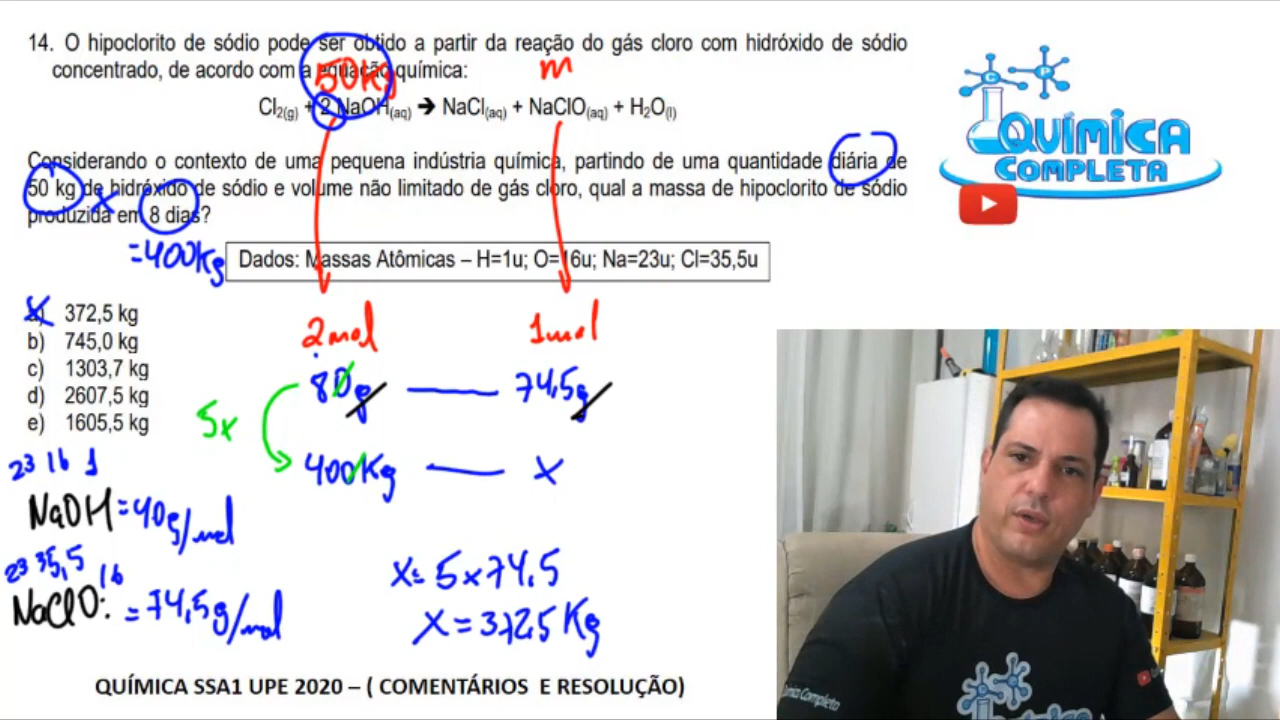 14. O hipoclorito de sódio pode ser obtido a partir da reação do gás cloro com hidróxido de sódio
concentrado, de acordo com a equação química:
50Kg
m
Cl2(g) + 2 NaOH(aq) ➔ NaCl(aq) + NaClO(aq) + H2O(l)
Considerando o contexto de uma pequena indústria química, partindo de uma quantidade diária de
50 kg de hidróxido de sódio e volume não limitado de gás cloro, qual a massa de hipoclorito de sódio
x
produzida em 8 dias?
=400Kg
Dados: Massas Atômicas – H=1u; O=16u; Na=23u; Cl=35,5u
a) 372,5 kg
b) 745,0 kg
c) 1303,7 kg
d) 2607,5 kg
e) 1605,5 kg
2mol
1mol
80g
74,5g
5x
400Kg
x
23 16 1
NaOH = 40g/mol
23 35,5 16
NaClO: = 74,5g/mol
x= 5x74,5
x = 372,5 Kg
QUÍMICA SSA1 UPE 2020 – ( COMENTÁRIOS E RESOLUÇÃO)
C P
QUÍMICA
COMPLETA
Química Completa